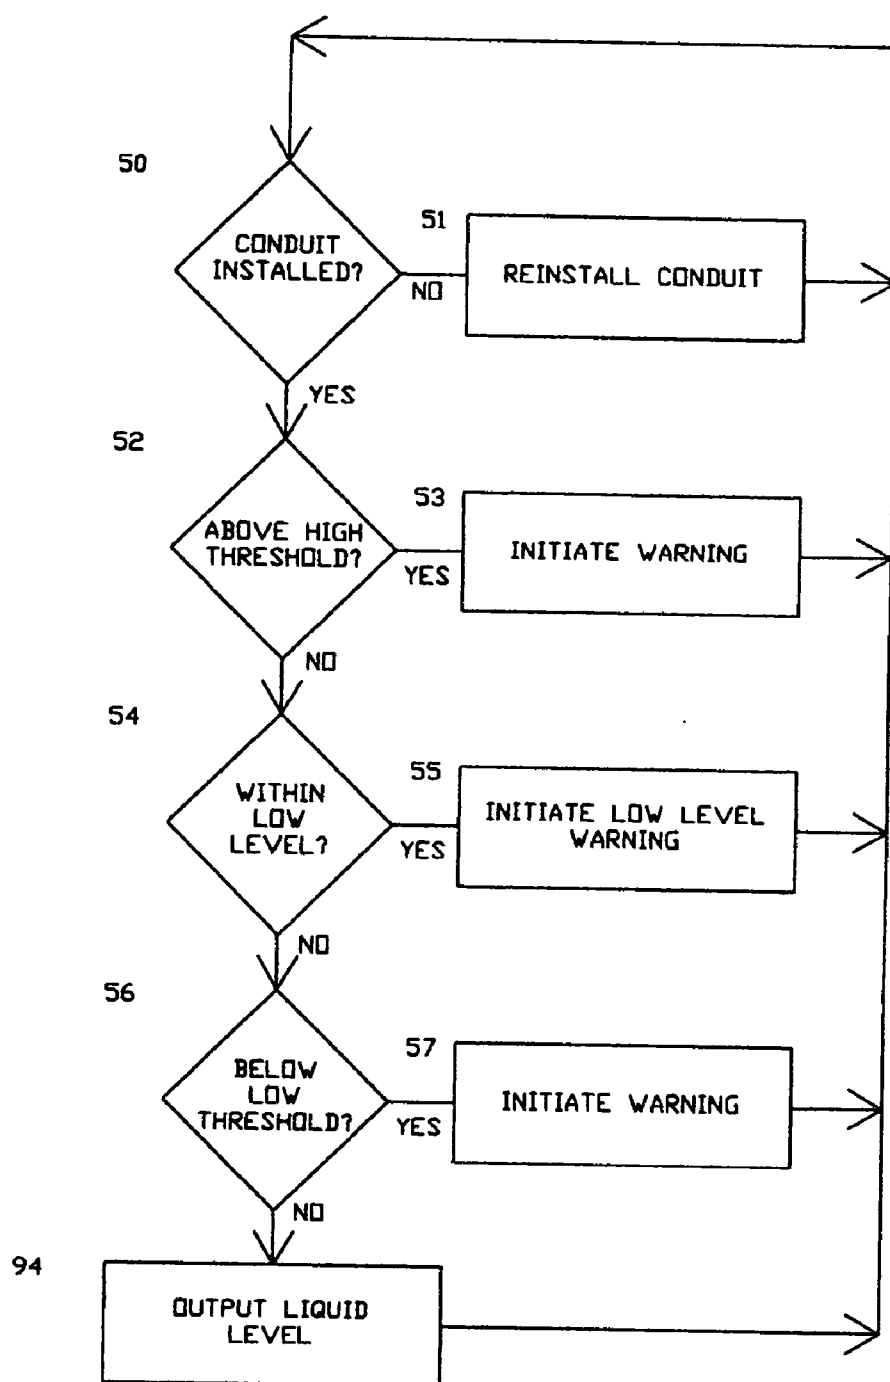 50
CONDUIT
INSTALLED?
NO
51
REINSTALL CONDUIT
YES
52
ABOVE HIGH
THRESHOLD?
YES
53
INITIATE WARNING
NO
54
WITHIN
LOW
LEVEL?
YES
55
INITIATE LOW LEVEL
WARNING
NO
56
BELOW
LOW
THRESHOLD?
YES
57
INITIATE WARNING
NO
94
OUTPUT LIQUID
LEVEL